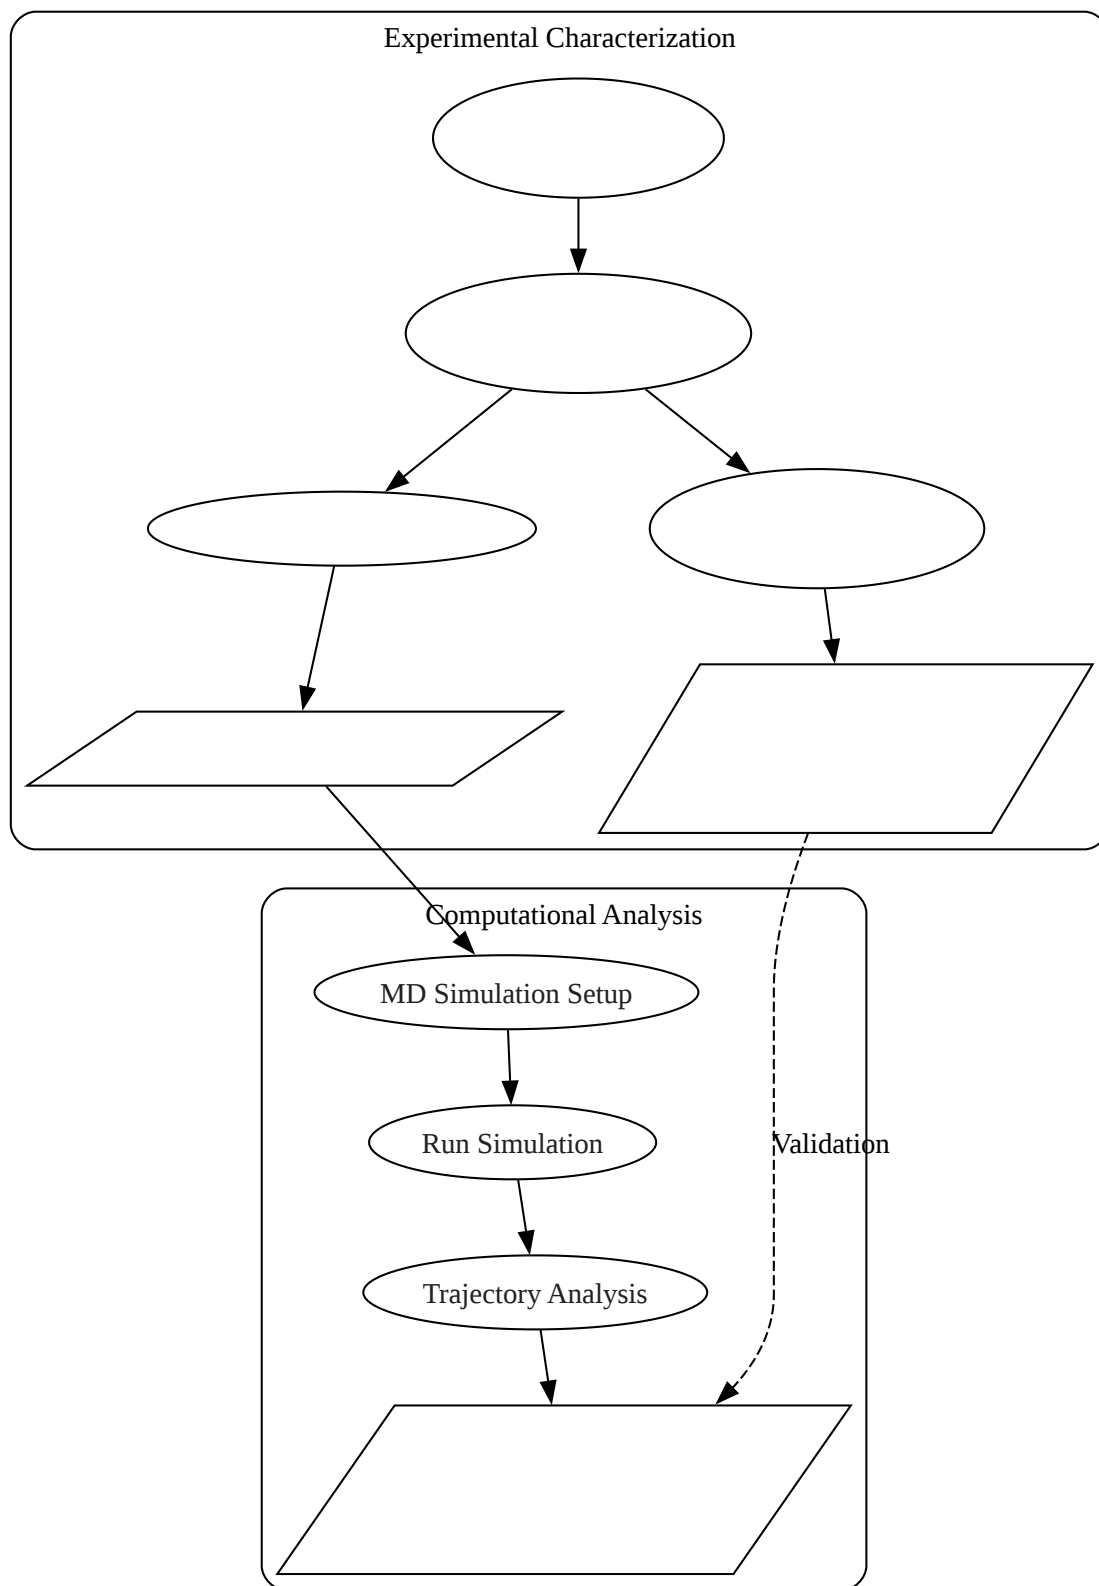 Experimental Characterization
Computational Analysis
MD Simulation Setup
Run Simulation
Validation
Trajectory Analysis